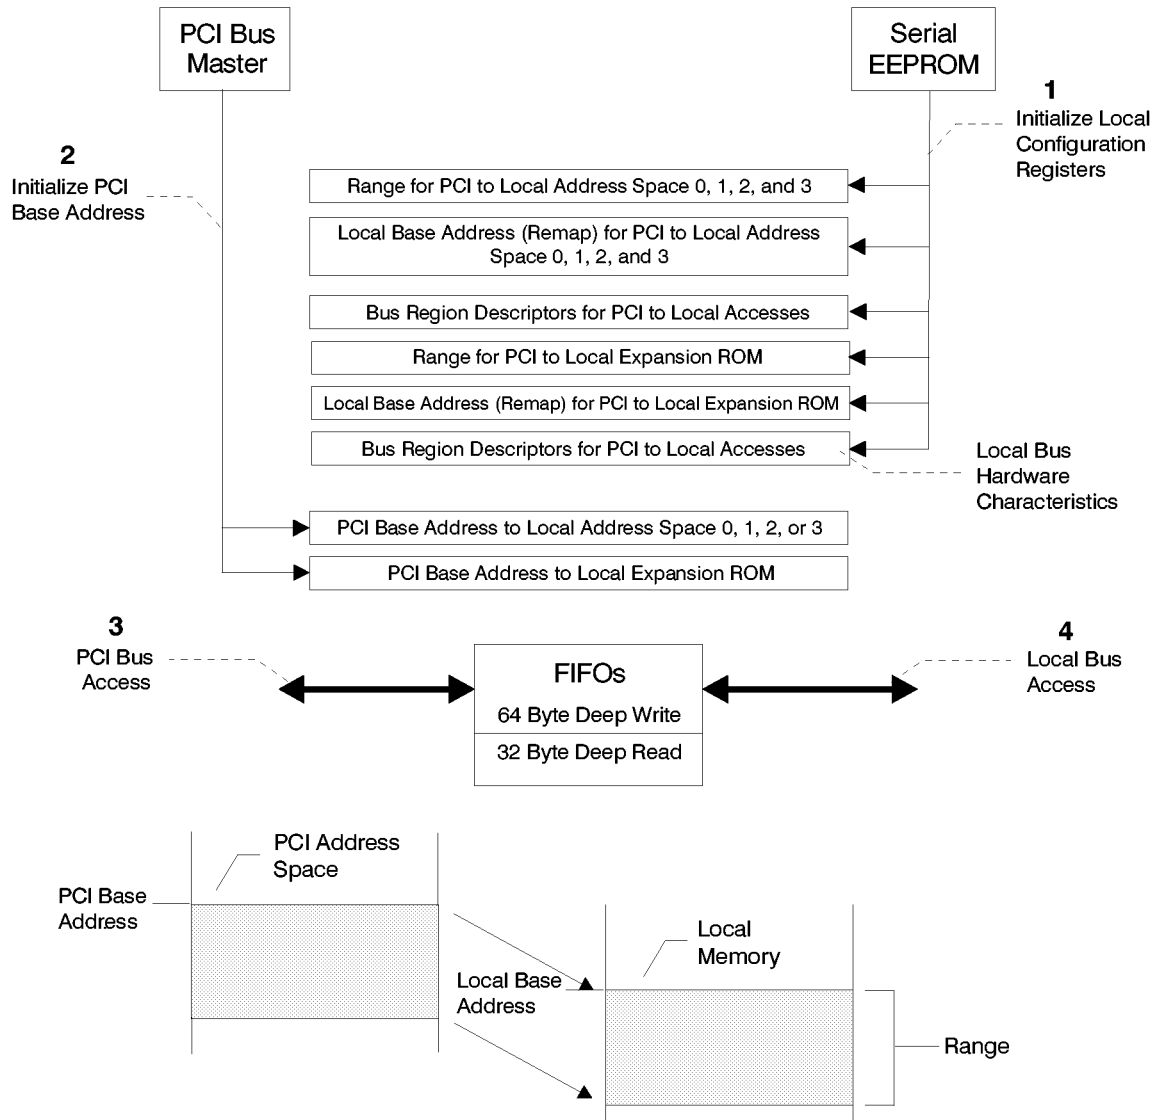 PCI Bus
Master
Serial
EEPROM
1
Initialize Local
Configuration
Registers
2
Initialize PCI
Base Address
Range for PCI to Local Address Space 0, 1, 2, and 3
Local Base Address (Remap) for PCI to Local Address
Space 0, 1, 2, and 3
Bus Region Descriptors for PCI to Local Accesses
Range for PCI to Local Expansion ROM
Local Base Address (Remap) for PCI to Local Expansion ROM
Bus Region Descriptors for PCI to Local Accesses
Local Bus
Hardware
Characteristics
PCI Base Address to Local Address Space 0, 1, 2, or 3
PCI Base Address to Local Expansion ROM
3
PCI Bus
Access
FIFOs
64 Byte Deep Write
32 Byte Deep Read
4
Local Bus
Access
PCI Address
Space
PCI Base
Address
Local
Memory
Local Base
Address
Range